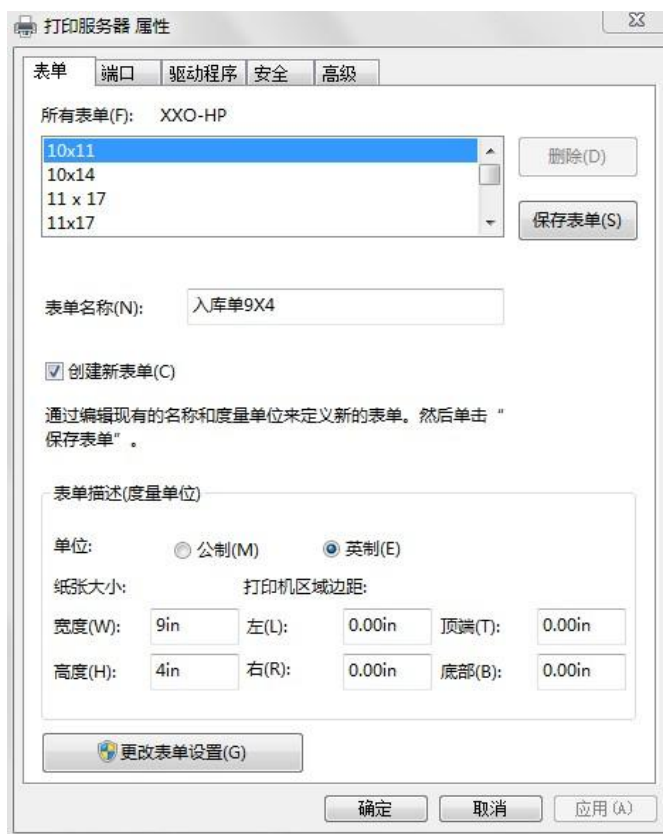 打印服务器 属性
表单 端口 驱动程序 安全 高级
所有表单(F): XXO-HP
10x11
10x14
11 x 17
11x17
删除(D)
保存表单(S)
表单名称(N): 入库单9X4
创建新表单(C)
通过编辑现有的名称和度量单位来定义新的表单。然后单击“
保存表单”。
表单描述(度量单位)
单位: 公制(M) 英制(E)
纸张大小: 打印机区域边距:
宽度(W): 9in 左(L): 0.00in 顶端(T): 0.00in
高度(H): 4in 右(R): 0.00in 底部(B): 0.00in
更改表单设置(G)
确定 取消 应用(A)